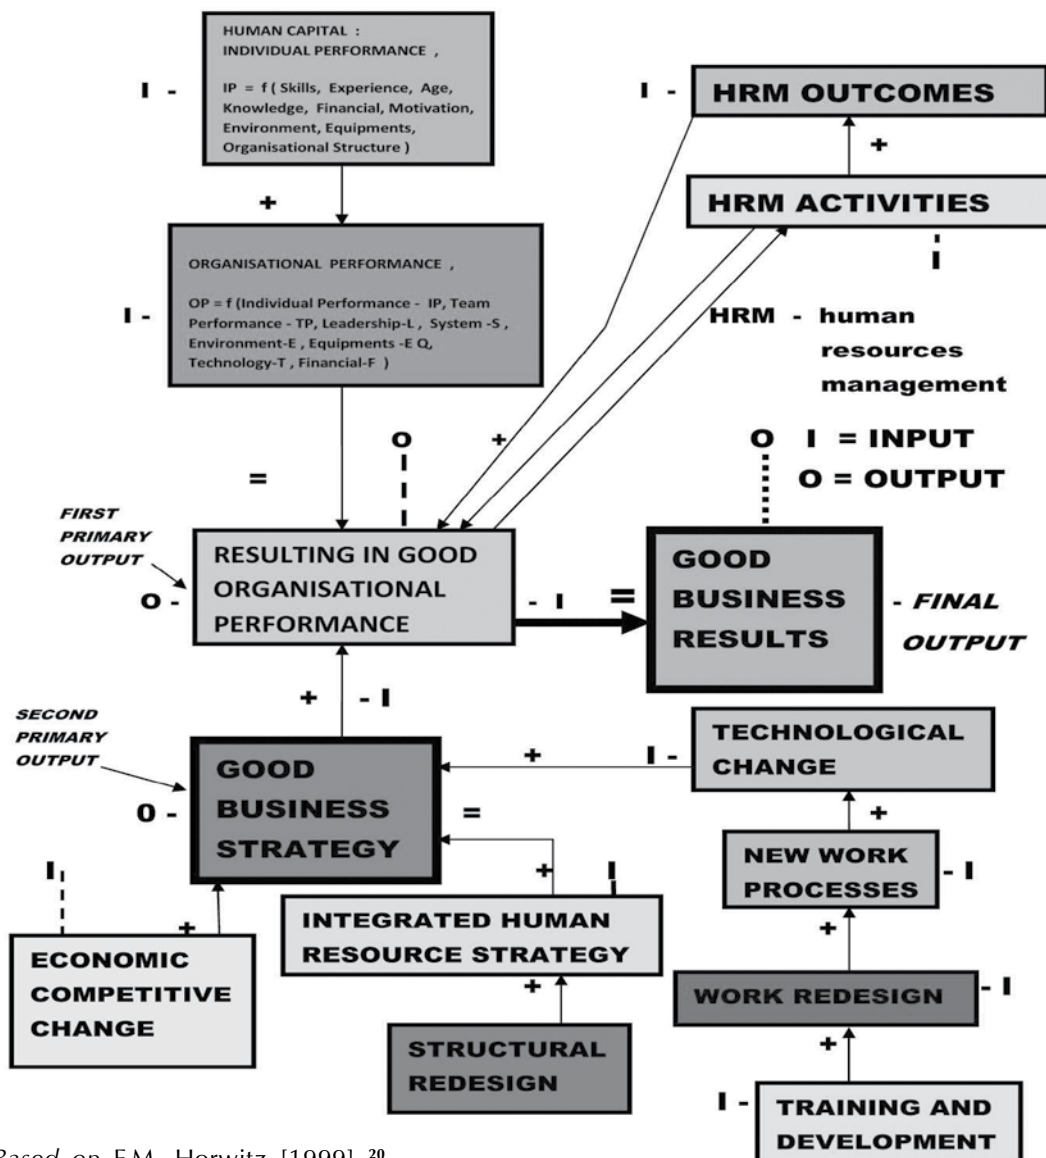 HUMAN CAPITAL :
INDIVIDUAL PERFORMANCE ,
IP = f ( Skills, Experience, Age,
Knowledge, Financial, Motivation,
Environment, Equipments,
Organisational Structure )
I -
+
ORGANISATIONAL PERFORMANCE ,
OP = f (Individual Performance - IP, Team
Performance - TP, Leadership-L , System -S ,
Environment-E , Equipments -E Q,
Technology-T , Financial-F )
I -
=
I -
HRM OUTCOMES
+
HRM ACTIVITIES
I
HRM - human
resources
management
I = INPUT
O = OUTPUT
O
+
O
FIRST
PRIMARY
OUTPUT
O -
RESULTING IN GOOD
ORGANISATIONAL
PERFORMANCE
- I
=
GOOD
BUSINESS
RESULTS
- FINAL
OUTPUT
+
- I
SECOND
PRIMARY
OUTPUT
0 -
GOOD
BUSINESS
STRATEGY
=
+
I -
TECHNOLOGICAL
CHANGE
+
NEW WORK
PROCESSES
- I
+
WORK REDESIGN
- I
+
I -
TRAINING AND
DEVELOPMENT
I
+
ECONOMIC
COMPETITIVE
CHANGE
+
I
INTEGRATED HUMAN
RESOURCE STRATEGY
+
STRUCTURAL
REDESIGN
Based on F.M. Horwitz [1999] 20